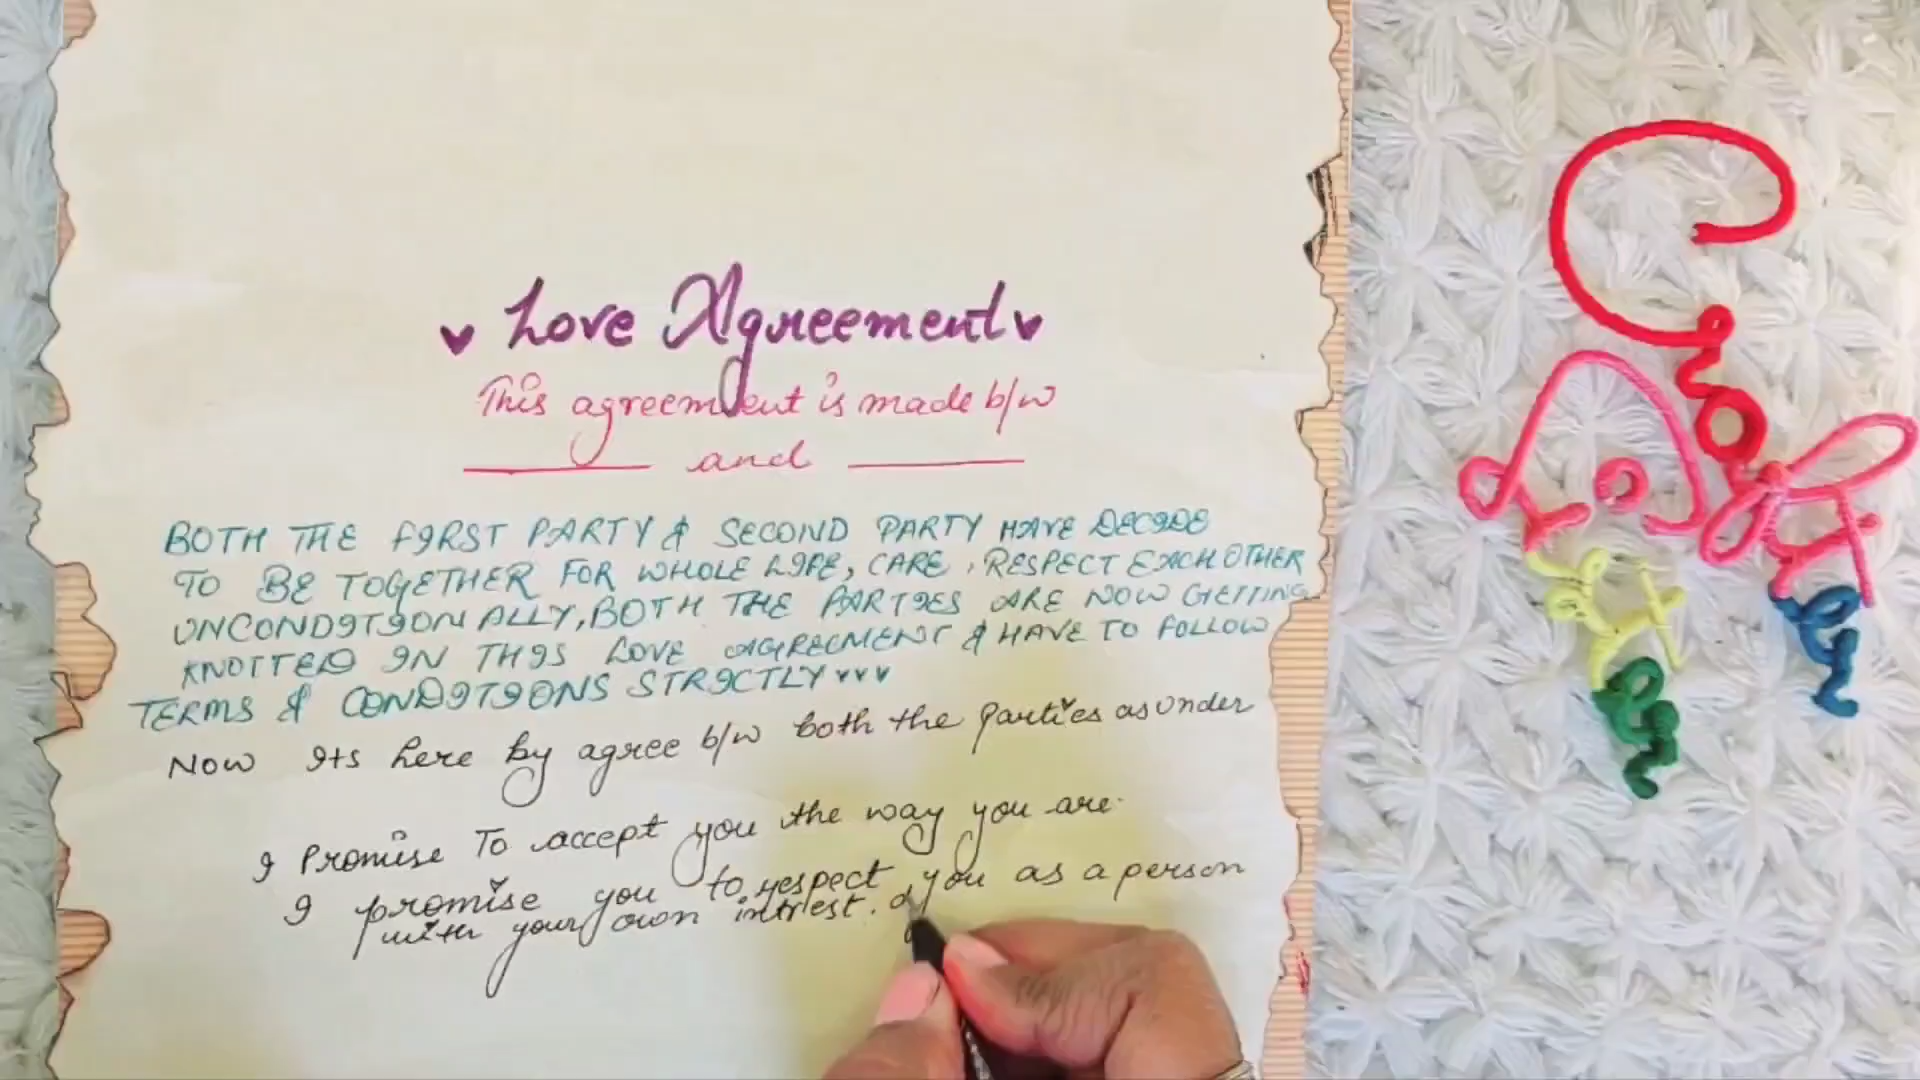 Love Agreement
This agreement is made b/w
and
BOTH THE FIRST PARTY & SECOND PARTY HAVE DECIDE
TO BE TOGETHER FOR WHOLE LIFE, CARE, RESPECT EACH OTHER
UNCONDITIONALLY, BOTH THE PARTIES ARE NOW GETTING
KNOTTED IN THIS LOVE AGREEMENT & HAVE TO FOLLOW
TERMS & CONDITIONS STRICTLY
Now Its here by agree b/w both the Parties as under
I Promise To accept you the way you are.
I promise you to respect you as a person
with your own intrest.